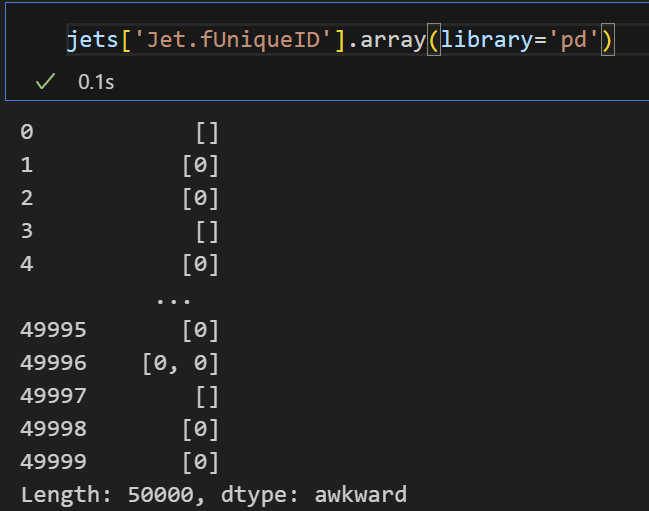 jets['Jet.fUniqueID'].array(library='pd')
✓ 0.1s
0 []
1 [0]
2 [0]
3 []
4 [0]
...
49995 [0]
49996 [0, 0]
49997 []
49998 [0]
49999 [0]
Length: 50000, dtype: awkward